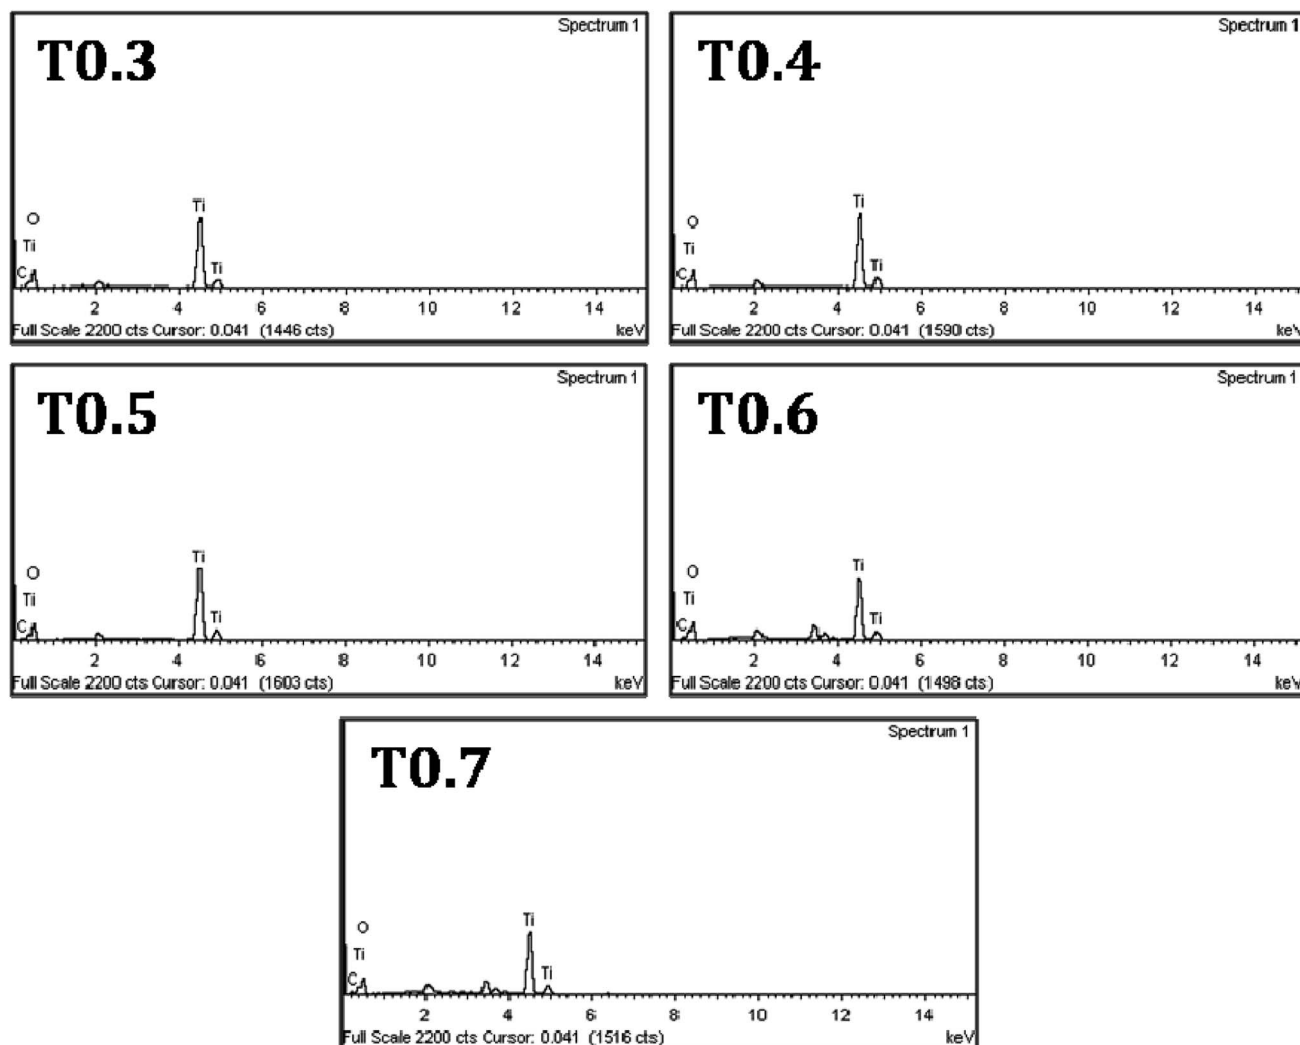 Spectrum 1
T0.3
Ti
O
Ti
Ti
C
2 4 6 8 10 12 14
Full Scale 2200 cts Cursor: 0.041 (1446 cts) keV
Spectrum 1
T0.4
Ti
O
Ti
Ti
C
2 4 6 8 10 12 14
Full Scale 2200 cts Cursor: 0.041 (1590 cts) keV
Spectrum 1
T0.5
Ti
O
Ti
Ti
C
2 4 6 8 10 12 14
Full Scale 2200 cts Cursor: 0.041 (1603 cts) keV
Spectrum 1
T0.6
Ti
O
Ti
Ti
C
2 4 6 8 10 12 14
Full Scale 2200 cts Cursor: 0.041 (1498 cts) keV
Spectrum 1
T0.7
Ti
O
Ti
Ti
C
2 4 6 8 10 12 14
Full Scale 2200 cts Cursor: 0.041 (1516 cts) keV